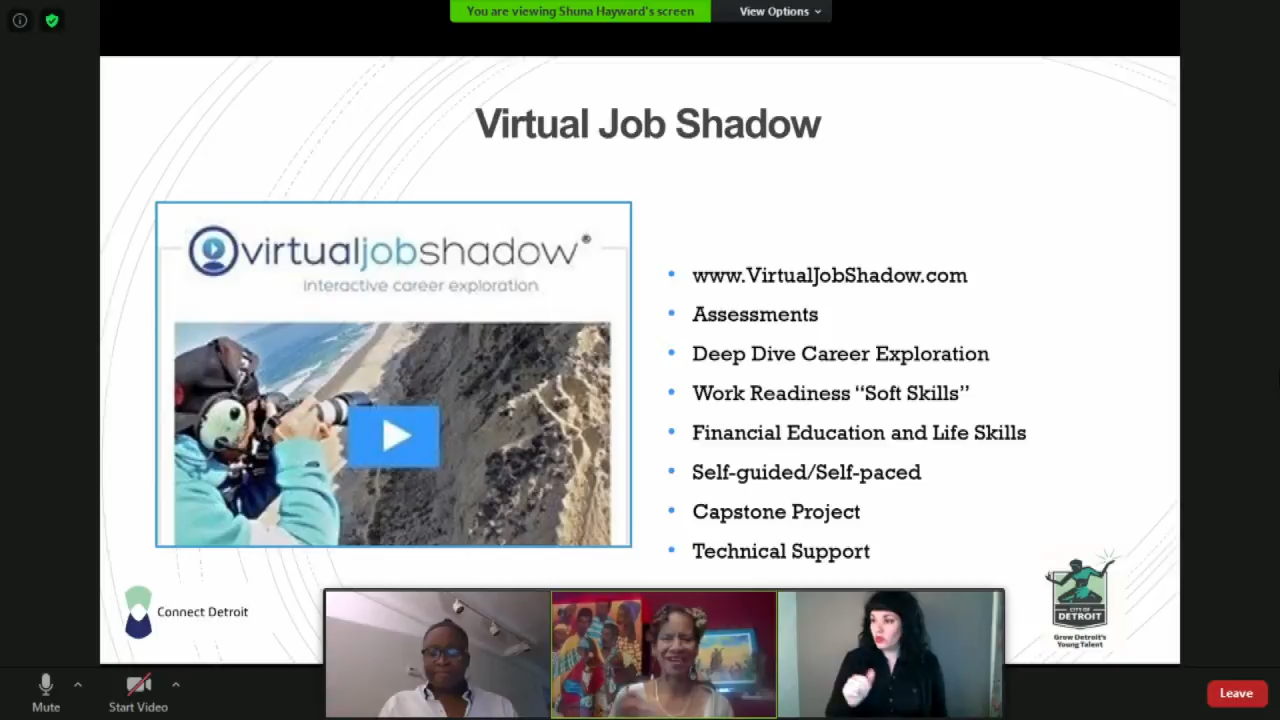 You are viewing Shuna Hayward's screen
View Options
Virtual Job Shadow
virtualjobshadow®
interactive career exploration
• www.VirtualJobShadow.com
• Assessments
• Deep Dive Career Exploration
• Work Readiness “Soft Skills”
• Financial Education and Life Skills
• Self-guided/Self-paced
• Capstone Project
• Technical Support
Connect Detroit
CITY OF
DETROIT
Grow Detroit's
Young Talent
Mute
Start Video
Leave